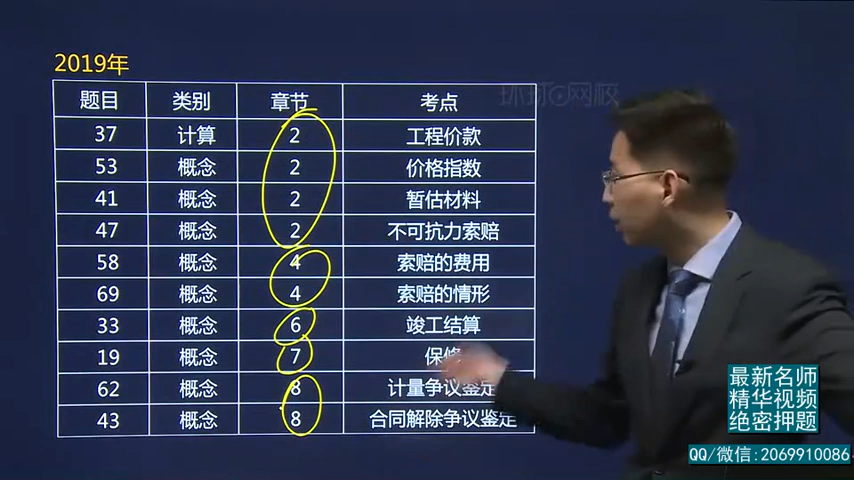 2019年
题目 类别 章节 考点
37 计算 2 工程价款
53 概念 2 价格指数
41 概念 2 暂估材料
47 概念 2 不可抗力索赔
58 概念 4 索赔的费用
69 概念 4 索赔的情形
33 概念 6 竣工结算
19 概念 7 保修
62 概念 8 计量争议鉴定
43 概念 8 合同解除争议鉴定
环球网校
最新名师
精华视频
绝密押题
QQ/微信:2069910086